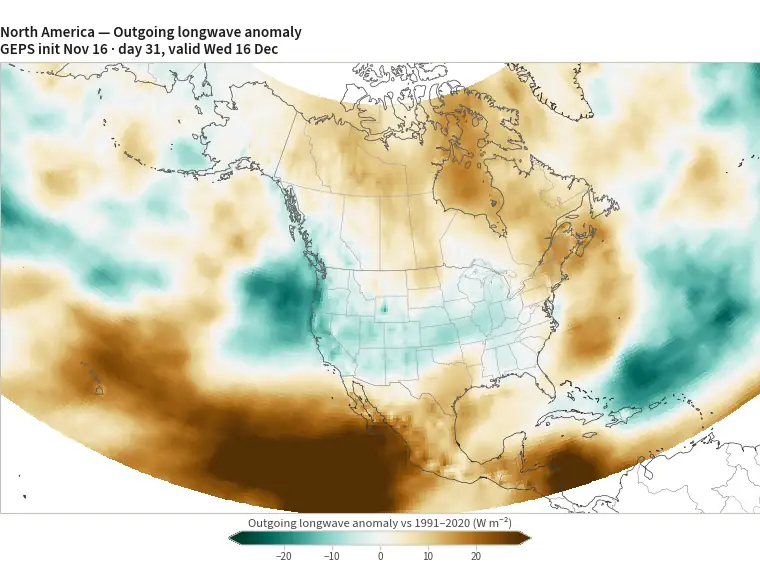 North America — Outgoing longwave anomaly
GEPS init Nov 16 · day 31, valid Wed 16 Dec
Outgoing longwave anomaly vs 1991–2020 (W m⁻²)
−20 −10 0 10 20